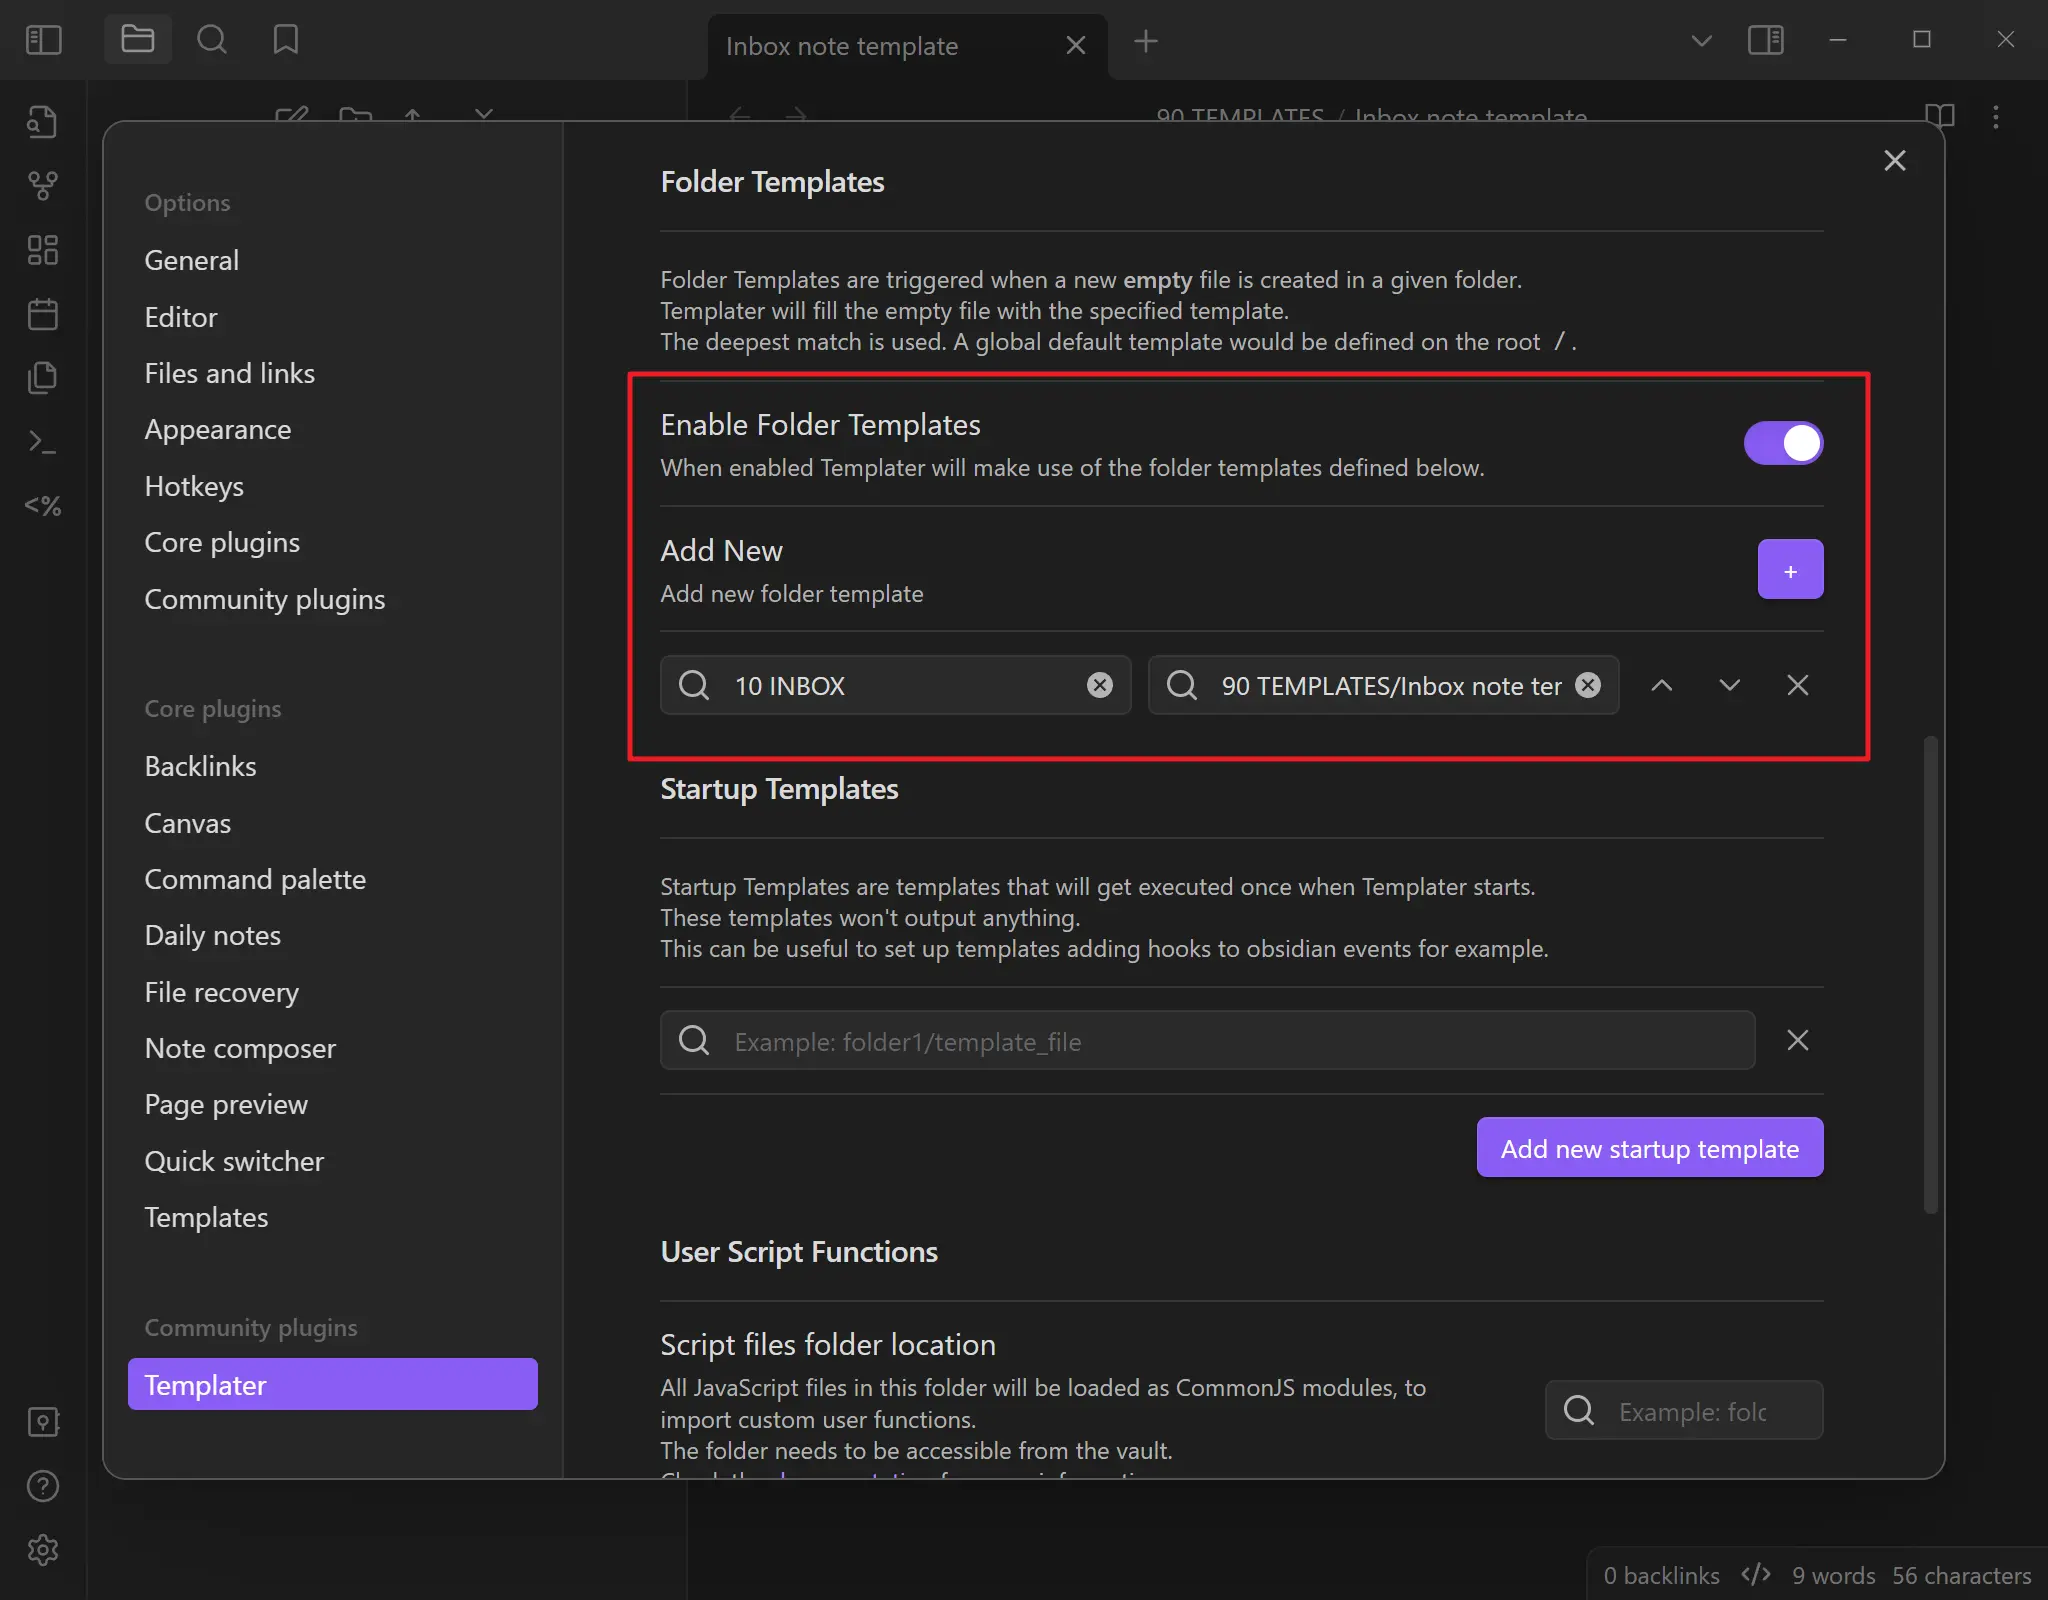 Inbox note template
90 TEMPLATES / Inbox note template
<%
Options
General
Editor
Files and links
Appearance
Hotkeys
Core plugins
Community plugins
Core plugins
Backlinks
Canvas
Command palette
Daily notes
File recovery
Note composer
Page preview
Quick switcher
Templates
Community plugins
Templater
Folder Templates
Folder Templates are triggered when a new empty file is created in a given folder.
Templater will fill the empty file with the specified template.
The deepest match is used. A global default template would be defined on the root / .
Enable Folder Templates
When enabled Templater will make use of the folder templates defined below.
Add New
Add new folder template
+
10 INBOX
90 TEMPLATES/Inbox note ter
Startup Templates
Startup Templates are templates that will get executed once when Templater starts.
These templates won't output anything.
This can be useful to set up templates adding hooks to obsidian events for example.
Example: folder1/template_file
Add new startup template
User Script Functions
Script files folder location
All JavaScript files in this folder will be loaded as CommonJS modules, to
import custom user functions.
The folder needs to be accessible from the vault.
Example: folc
0 backlinks </> 9 words 56 characters